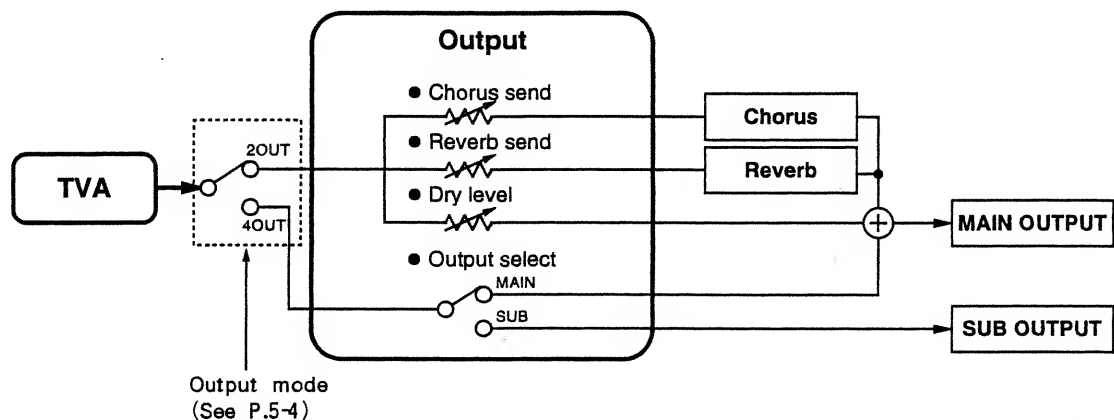 Output
● Chorus send
Chorus
● Reverb send
Reverb
TVA
2OUT
4OUT
● Dry level
MAIN OUTPUT
● Output select
MAIN
SUB
SUB OUTPUT
Output mode
(See P.5-4)